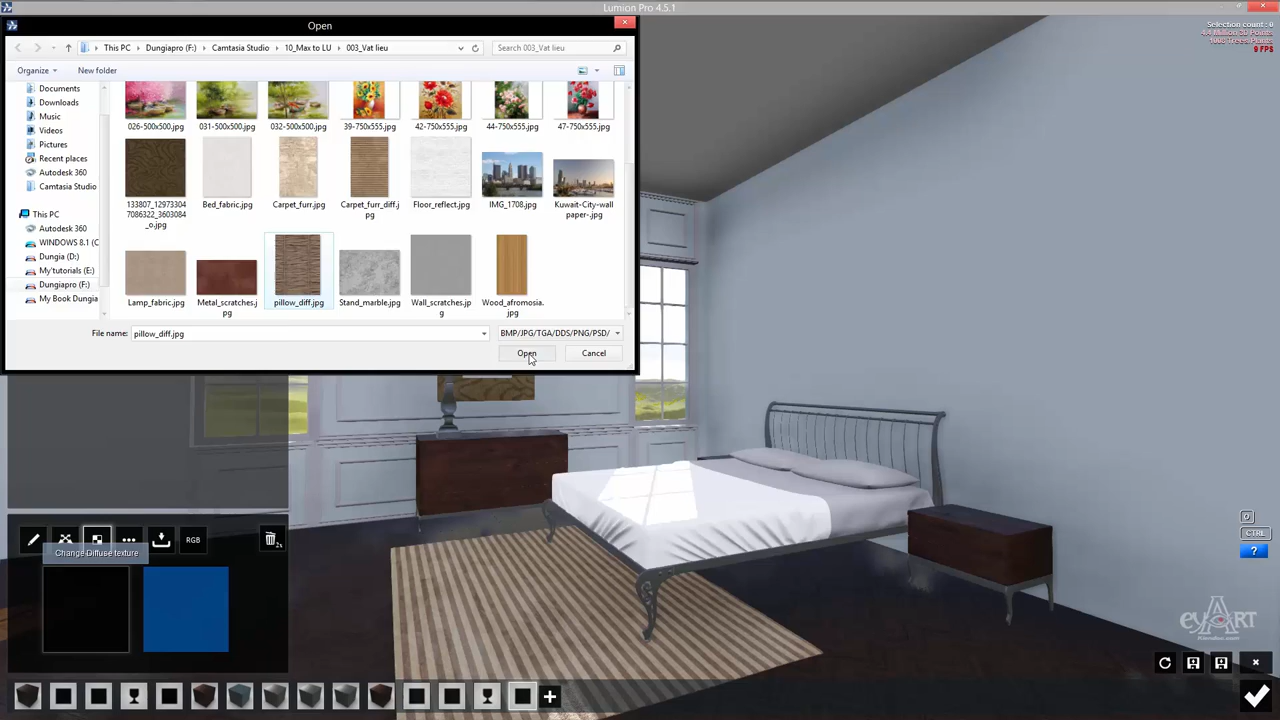 Lumion Pro 4.5.1
Open
Selection count : 0
9 FPS
This PC
Dungiapro (F:)
Camtasia Studio
10_Max to LU
003_Vat lieu
Search 003_Vat lieu
Organize
New folder
Documents
Downloads
Music
Videos
Pictures
Recent places
Autodesk 360
Camtasia Studio
This PC
Autodesk 360
WINDOWS 8.1 (C
Dungia (D:)
My'tutorials (E:)
Dungiapro (F:)
My Book Dungia
026-500x500.jpg
031-500x500.jpg
032-500x500.jpg
39-750x555.jpg
42-750x555.jpg
44-750x555.jpg
47-750x555.jpg
133807_12973304
7086322_3603084
_o.jpg
Bed_fabric.jpg
Carpet_furr.jpg
Carpet_furr_diff.j
pg
Floor_reflect.jpg
IMG_1708.jpg
Kuwait-City-wall
paper-.jpg
Lamp_fabric.jpg
Metal_scratches.j
pg
pillow_diff.jpg
Stand_marble.jpg
Wall_scratches.jp
g
Wood_afromosia.
jpg
File name:
pillow_diff.jpg
BMP/JPG/TGA/DDS/PNG/PSD/
Open
Cancel
RGB
Change Diffuse texture
U
CTRL
?
eyART